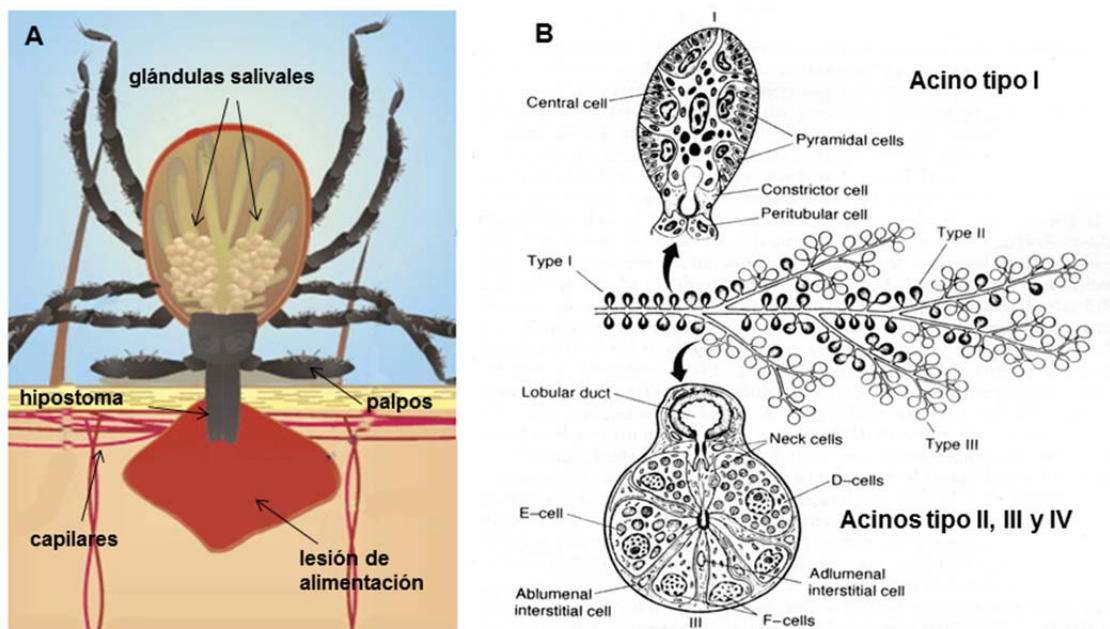 A
glándulas salivales
hipostoma
palpos
capilares
lesión de
alimentación
B
I
Acino tipo I
Central cell
Pyramidal cells
Constrictor cell
Peritubular cell
Type I
Type II
Type III
Lobular duct
Neck cells
D-cells
E-cell
Acinos tipo II, III y IV
Ablumenal
interstitial cell
Adlumenal
interstitial cell
F-cells
III